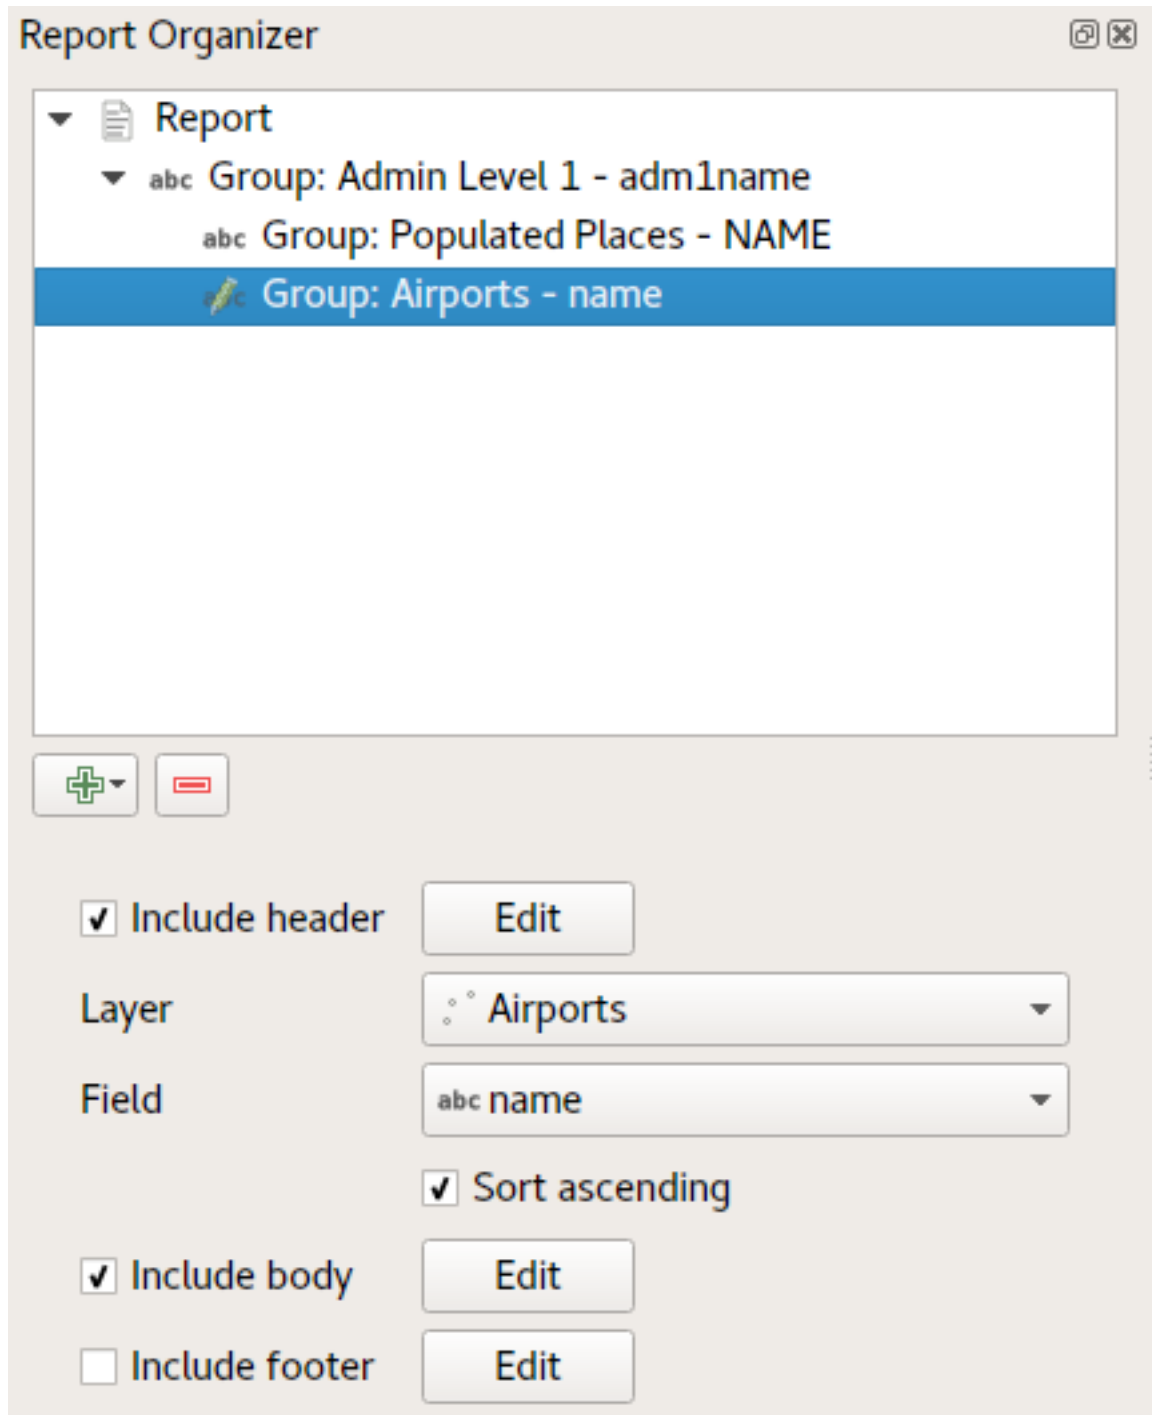 Report Organizer
Report
abc Group: Admin Level 1 - adm1name
abc Group: Populated Places - NAME
Group: Airports - name
Include header Edit
Layer Airports
Field abc name
Sort ascending
Include body Edit
Include footer Edit